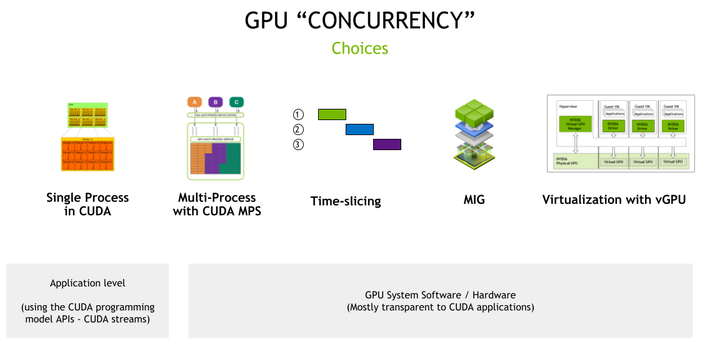 GPU “CONCURRENCY”
Choices
A B C
1
2
3
Hypervisor
Guest VM
Guest VM
Guest VM
Applications
Applications
Applications
NVIDIA
Virtual GPU
Manager
NVIDIA
Driver
NVIDIA
Driver
NVIDIA
Driver
NVIDIA
Physical GPU
Virtual GPU
Virtual GPU
Virtual GPU
Single Process
in CUDA
Multi-Process
with CUDA MPS
Time-slicing
MIG
Virtualization with vGPU
Application level
(using the CUDA programming
model APIs - CUDA streams)
GPU System Software / Hardware
(Mostly transparent to CUDA applications)